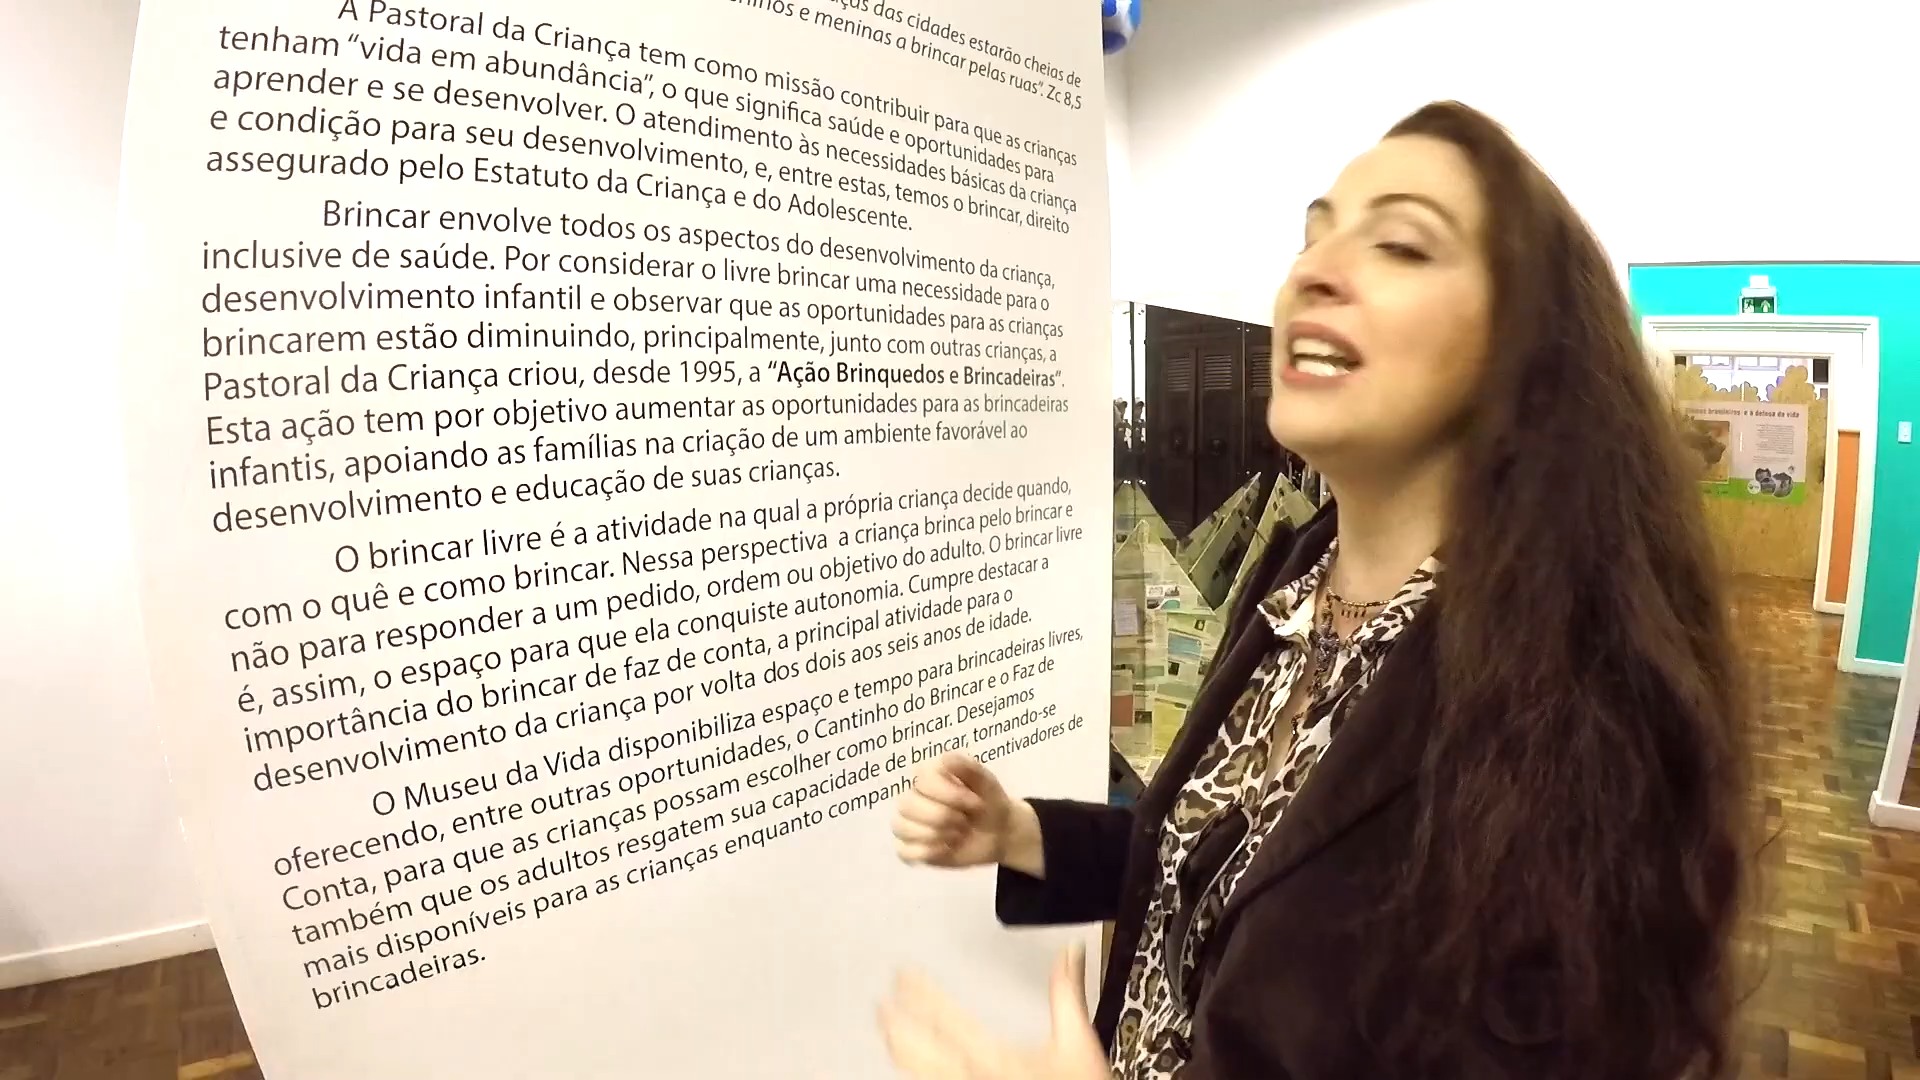 das cidades estarão cheias de
e meninas a brincar pelas ruas". Zc 8,5
A Pastoral da Criança tem como missão contribuir para que as crianças
tenham "vida em abundância", o que significa saúde e oportunidades para
aprender e se desenvolver. O atendimento às necessidades básicas da criança
e condição para seu desenvolvimento, e, entre estas, temos o brincar, direito
assegurado pelo Estatuto da Criança e do Adolescente.
Brincar envolve todos os aspectos do desenvolvimento da criança,
inclusive de saúde. Por considerar o livre brincar uma necessidade para o
desenvolvimento infantil e observar que as oportunidades para as crianças
brincarem estão diminuindo, principalmente, junto com outras crianças, a
Pastoral da Criança criou, desde 1995, a "Ação Brinquedos e Brincadeiras".
Esta ação tem por objetivo aumentar as oportunidades para as brincadeiras
infantis, apoiando as famílias na criação de um ambiente favorável ao
desenvolvimento e educação de suas crianças.
O brincar livre é a atividade na qual a própria criança decide quando,
com o quê e como brincar. Nessa perspectiva a criança brinca pelo brincar e
não para responder a um pedido, ordem ou objetivo do adulto. O brincar livre
é, assim, o espaço para que ela conquiste autonomia. Cumpre destacar a
importância do brincar de faz de conta, a principal atividade para o
desenvolvimento da criança por volta dos dois aos seis anos de idade.
O Museu da Vida disponibiliza espaço e tempo para brincadeiras livres,
oferecendo, entre outras oportunidades, o Cantinho do Brincar e o Faz de
Conta, para que as crianças possam escolher como brincar. Desejamos
também que os adultos resgatem sua capacidade de brincar, tornando-se
mais disponíveis para as crianças enquanto de
brincadeiras.
brasileiros e a defesa da vida